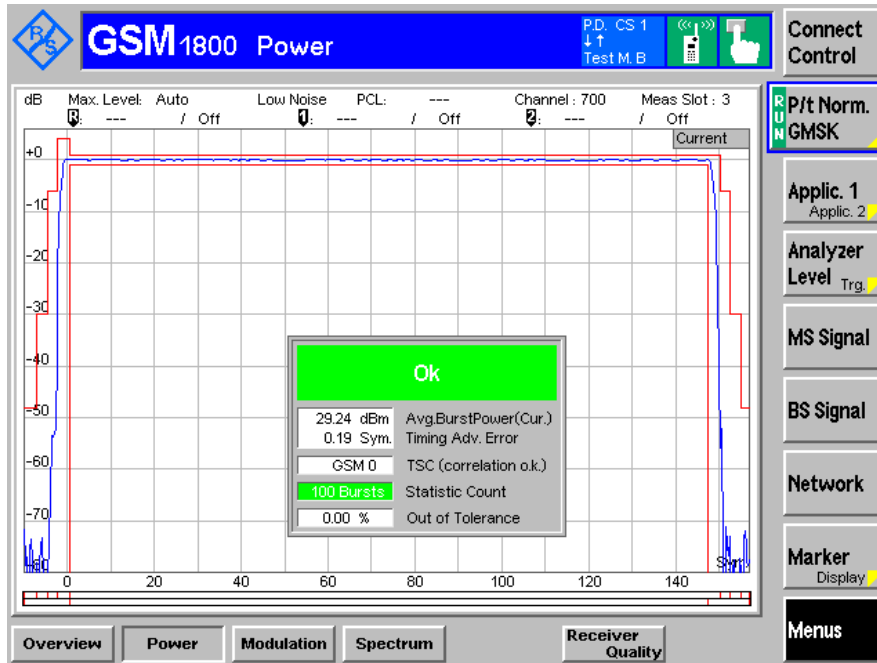 R/S
GSM 1800 Power
P.D. CS 1
↓↑
Test M. B
Connect
Control
dB Max. Level: Auto Low Noise PCL: --- Channel : 700 Meas Slot : 3
R: --- / Off 1: --- / Off 2: --- / Off
Current
RUN
P/t Norm.
GMSK
Applic. 1
Applic. 2
Analyzer
Level Trg.
MS Signal
BS Signal
Network
Marker
Display
Menus
+0
-10
-20
-30
-40
-50
-60
-70
Ok
29.24 dBm Avg.BurstPower(Cur.)
0.19 Sym. Timing Adv. Error
GSM 0 TSC (correlation o.k.)
100 Bursts Statistic Count
0.00 % Out of Tolerance
0 20 40 60 80 100 120 140
Overview Power Modulation Spectrum Receiver
Quality